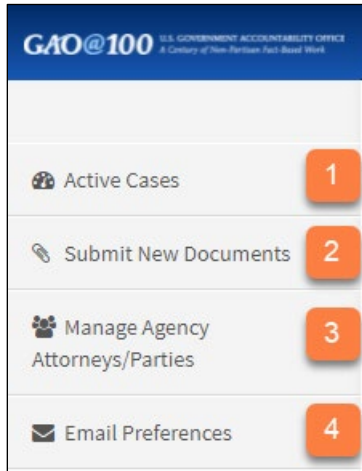 GAO@100 U.S. GOVERNMENT ACCOUNTABILITY OFFICE
A Century of Non-Partisan Fact-Based Work
Active Cases 1
Submit New Documents 2
Manage Agency
Attorneys/Parties 3
Email Preferences 4